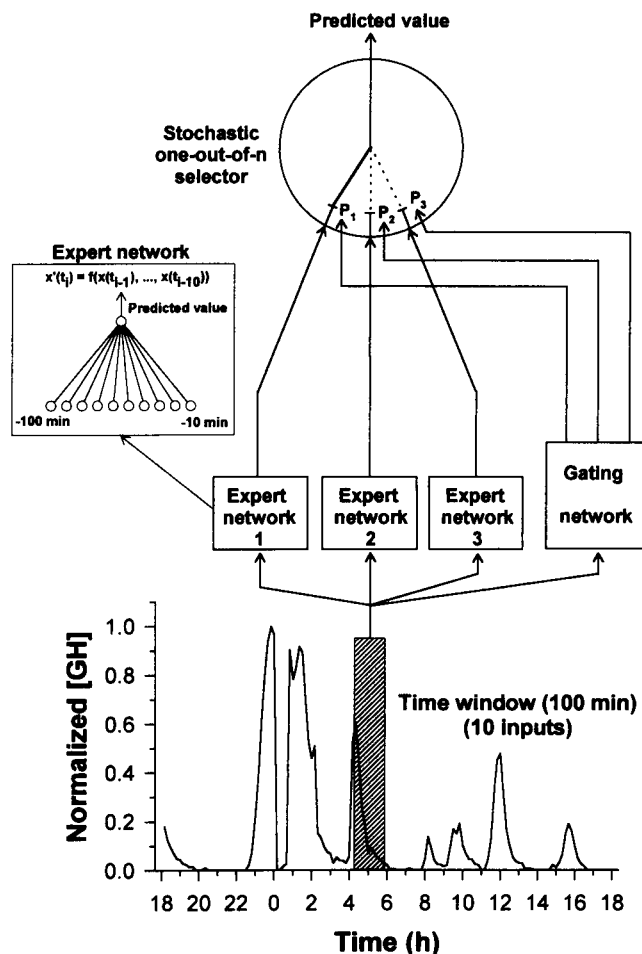 Predicted value
Stochastic
one-out-of-n
selector
P1
P2
P3
Expert network
x'(ti) = f(x(ti-1), ..., x(ti-10))
Predicted value
-100 min
-10 min
Expert
network
1
Expert
network
2
Expert
network
3
Gating
network
Time window (100 min)
(10 inputs)
Normalized [GH]
1.0
0.8
0.6
0.4
0.2
0.0
18 20 22 0 2 4 6 8 10 12 14 16 18
Time (h)